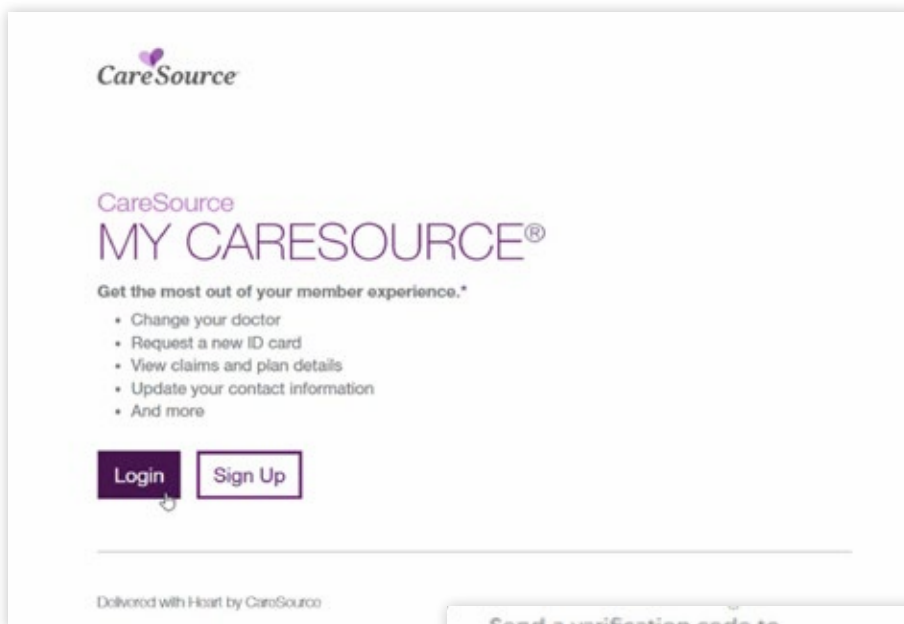 CareSource
CareSource
MY CARESOURCE®
Get the most out of your member experience.*
• Change your doctor
• Request a new ID card
• View claims and plan details
• Update your contact information
• And more
Login
Sign Up
Delivered with Heart by CareSource
Send a verification code to